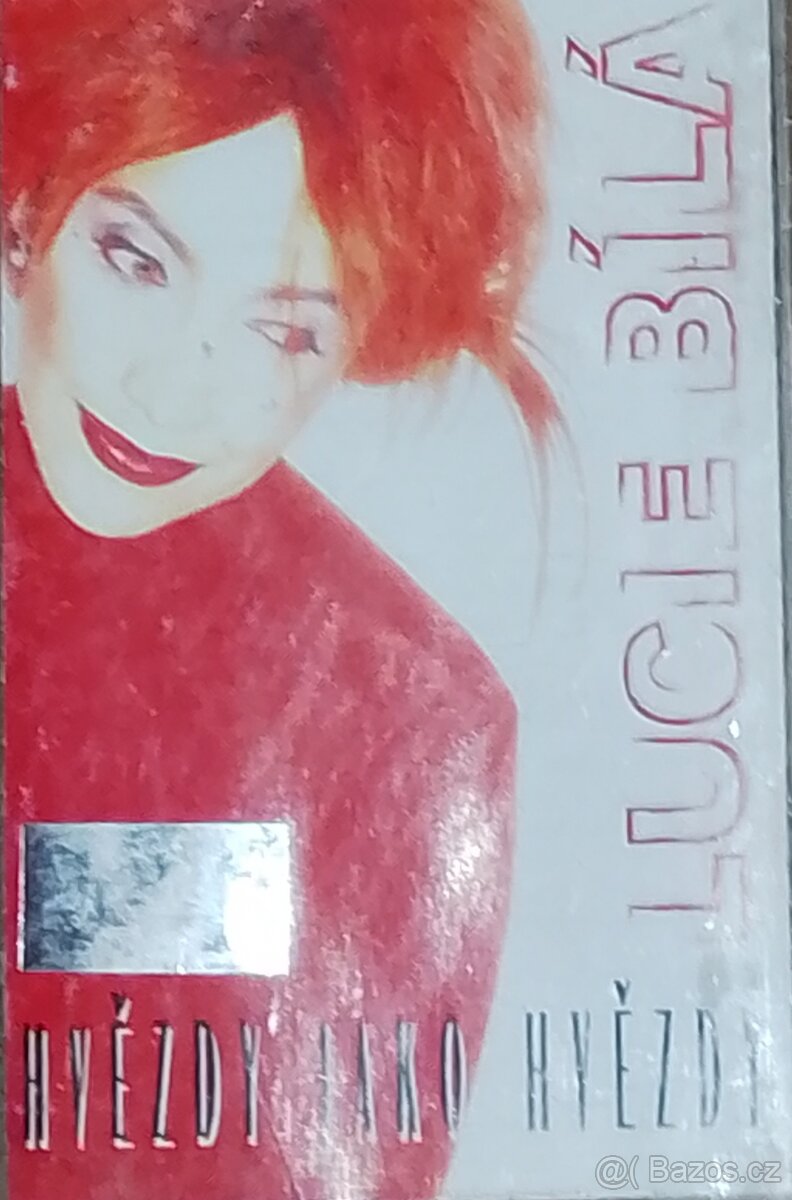 LUCIE BÍLÁ
HVĚZDY JAKO HVĚZDY
@( Bazos.cz